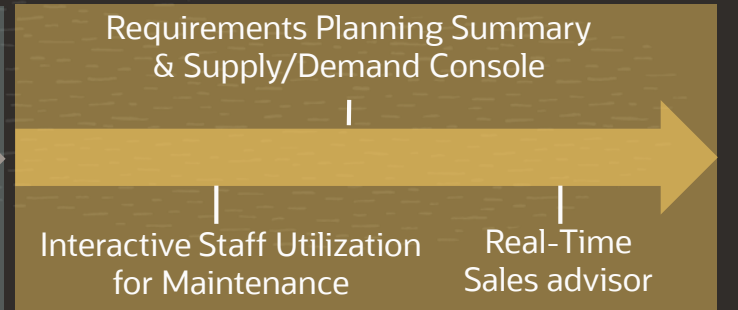 Requirements Planning Summary
& Supply/Demand Console
Interactive Staff Utilization
for Maintenance
Real-Time
Sales advisor